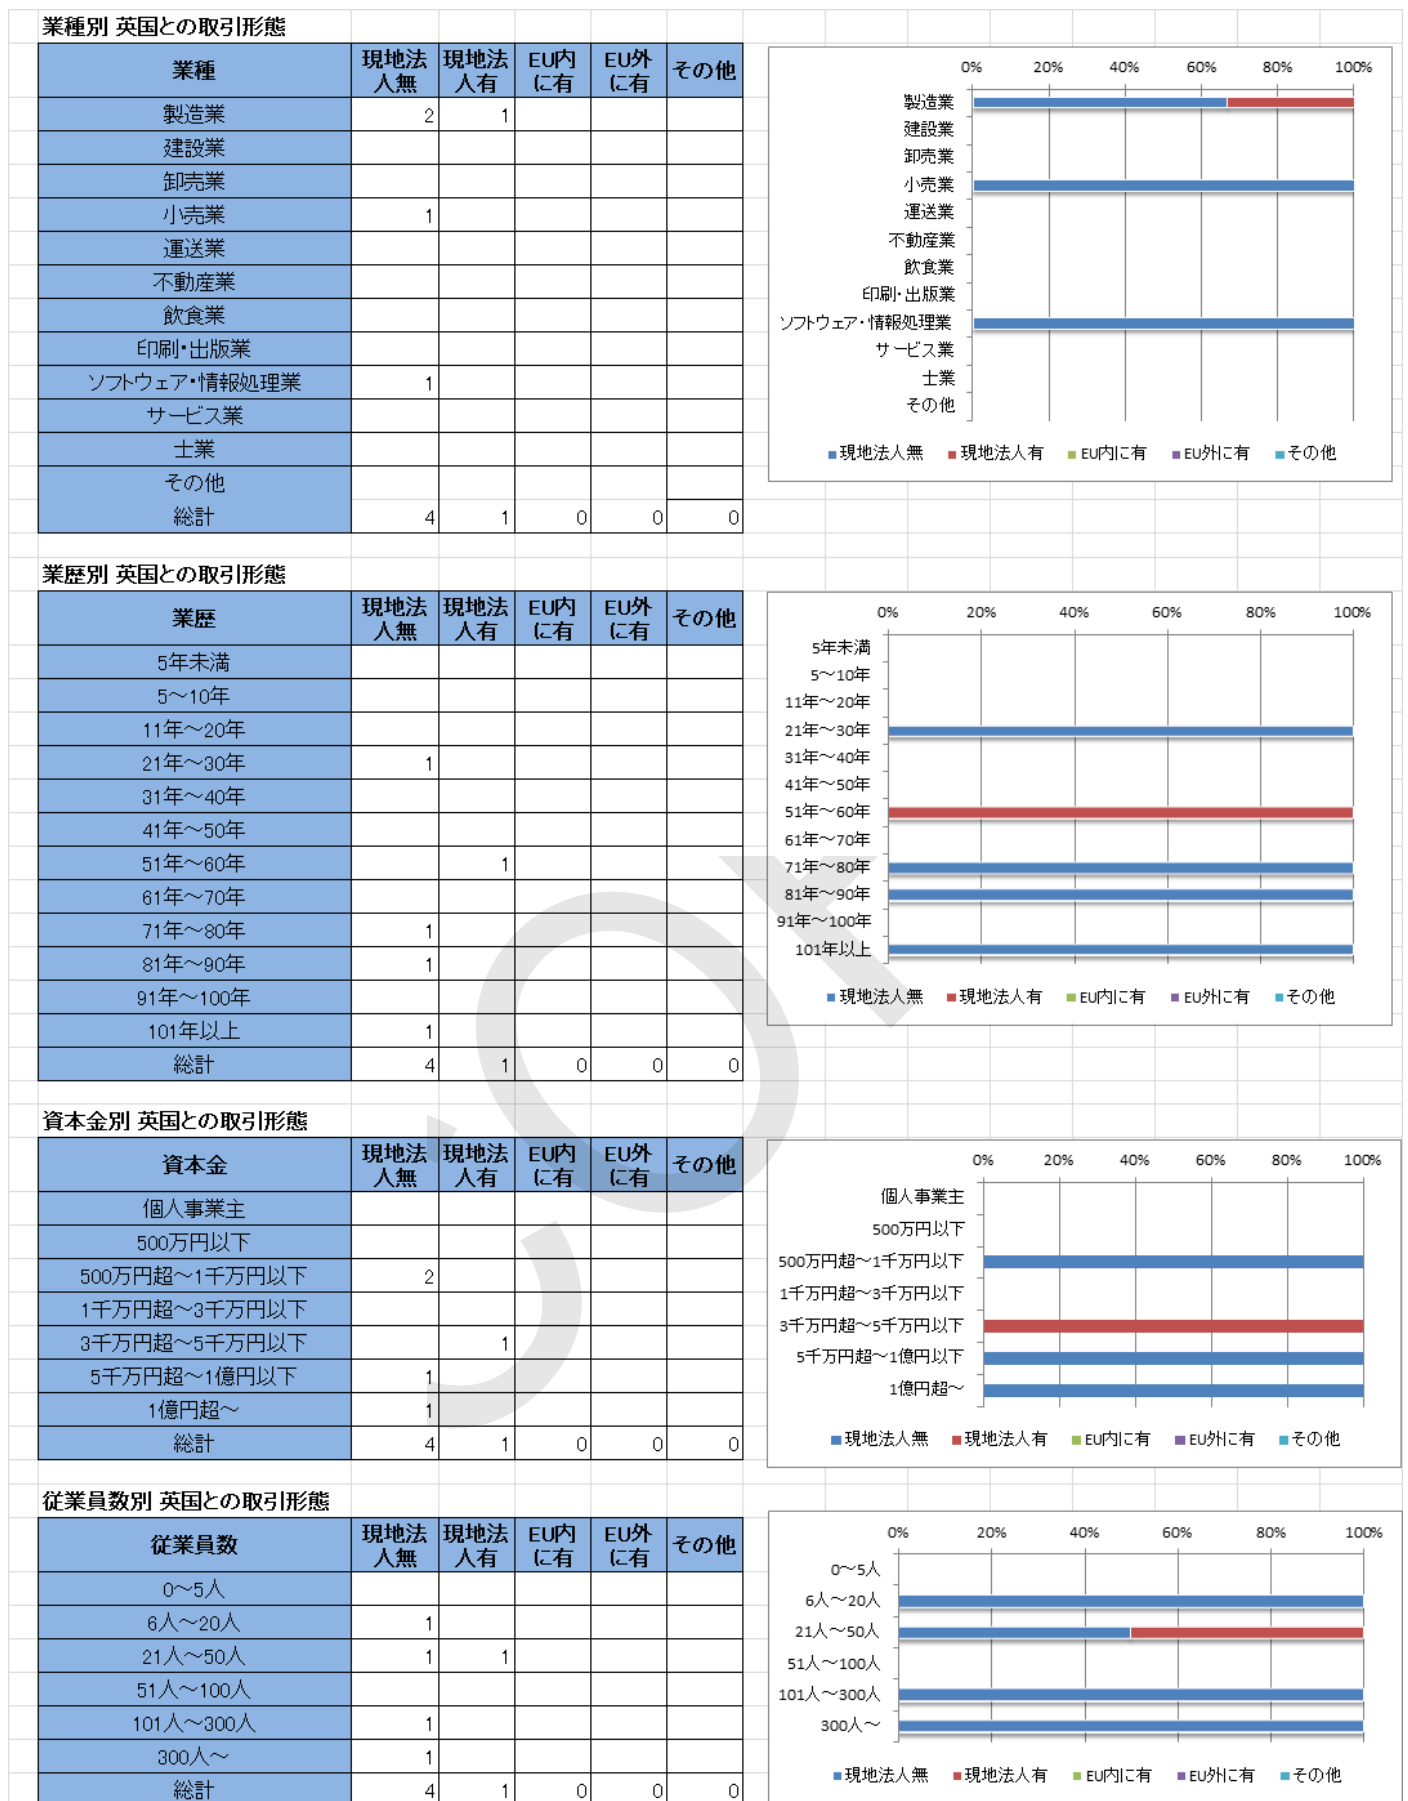 業種別 英国との取引形態
業種 現地法人無 現地法人有 EU内に有 EU外に有 その他
製造業 2 1
建設業
卸売業
小売業 1
運送業
不動産業
飲食業
印刷・出版業
ソフトウェア・情報処理業 1
サービス業
士業
その他
総計 4 1 0 0 0
0% 20% 40% 60% 80% 100%
製造業
建設業
卸売業
小売業
運送業
不動産業
飲食業
印刷・出版業
ソフトウェア・情報処理業
サービス業
士業
その他
現地法人無 現地法人有 EU内に有 EU外に有 その他
業歴別 英国との取引形態
業歴 現地法人無 現地法人有 EU内に有 EU外に有 その他
5年未満
5～10年
11年～20年
21年～30年 1
31年～40年
41年～50年
51年～60年 1
61年～70年
71年～80年 1
81年～90年 1
91年～100年
101年以上 1
総計 4 1 0 0 0
0% 20% 40% 60% 80% 100%
5年未満
5～10年
11年～20年
21年～30年
31年～40年
41年～50年
51年～60年
61年～70年
71年～80年
81年～90年
91年～100年
101年以上
現地法人無 現地法人有 EU内に有 EU外に有 その他
資本金別 英国との取引形態
資本金 現地法人無 現地法人有 EU内に有 EU外に有 その他
個人事業主
500万円以下
500万円超～1千万円以下 2
1千万円超～3千万円以下
3千万円超～5千万円以下 1
5千万円超～1億円以下 1
1億円超～ 1
総計 4 1 0 0 0
0% 20% 40% 60% 80% 100%
個人事業主
500万円以下
500万円超～1千万円以下
1千万円超～3千万円以下
3千万円超～5千万円以下
5千万円超～1億円以下
1億円超～
現地法人無 現地法人有 EU内に有 EU外に有 その他
従業員数別 英国との取引形態
従業員数 現地法人無 現地法人有 EU内に有 EU外に有 その他
0～5人
6人～20人 1
21人～50人 1 1
51人～100人
101人～300人 1
300人～ 1
総計 4 1 0 0 0
0% 20% 40% 60% 80% 100%
0～5人
6人～20人
21人～50人
51人～100人
101人～300人
300人～
現地法人無 現地法人有 EU内に有 EU外に有 その他